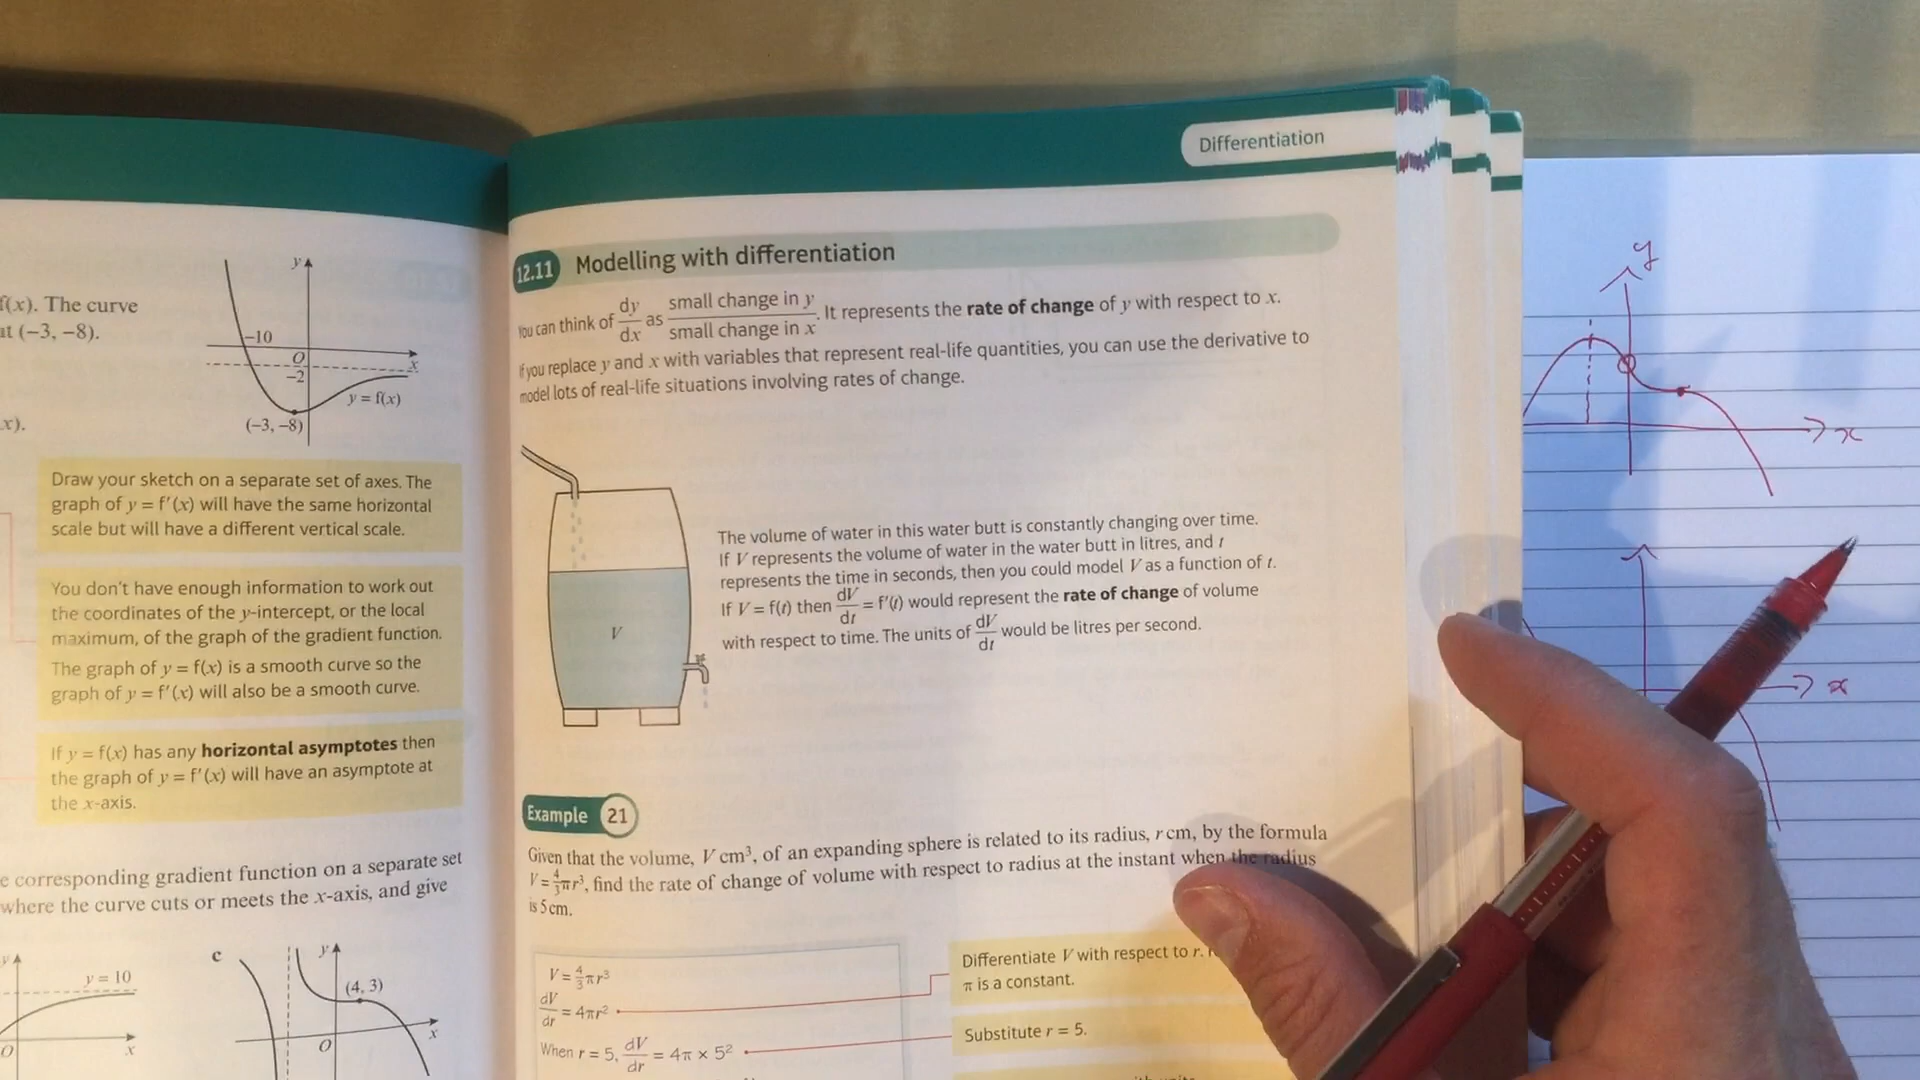 f(x). The curve
at (−3, −8).
x).
y
−10
O
x
−2
y = f(x)
(−3, −8)
Draw your sketch on a separate set of axes. The
graph of y = f′(x) will have the same horizontal
scale but will have a different vertical scale.
You don't have enough information to work out
the coordinates of the y-intercept, or the local
maximum, of the graph of the gradient function.
The graph of y = f(x) is a smooth curve so the
graph of y = f′(x) will also be a smooth curve.
If y = f(x) has any horizontal asymptotes then
the graph of y = f′(x) will have an asymptote at
the x-axis.
e corresponding gradient function on a separate set
where the curve cuts or meets the x-axis, and give
y
y = 10
O
x
c
y
(4, 3)
O
x
Differentiation
12.11 Modelling with differentiation
You can think of dy/dx as small change in y/small change in x. It represents the rate of change of y with respect to x.
If you replace y and x with variables that represent real-life quantities, you can use the derivative to
model lots of real-life situations involving rates of change.
V
The volume of water in this water butt is constantly changing over time.
If V represents the volume of water in the water butt in litres, and t
represents the time in seconds, then you could model V as a function of t.
If V = f(t) then dV/dt = f′(t) would represent the rate of change of volume
with respect to time. The units of dV/dt would be litres per second.
Example 21
Given that the volume, V cm³, of an expanding sphere is related to its radius, r cm, by the formula
V = 4/3πr³, find the rate of change of volume with respect to radius at the instant when the radius
is 5 cm.
V = 4/3πr³
dV/dr = 4πr²
When r = 5, dV/dr = 4π × 5²
Differentiate V with respect to r.
π is a constant.
Substitute r = 5.
y
x
x